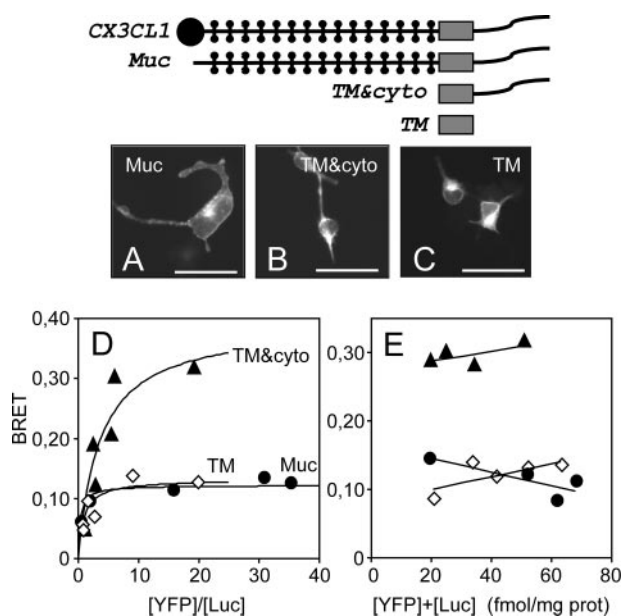 CX3CL1
Muc
TM&cyto
TM
Muc
A
TM&cyto
B
TM
C
D
0,40
0,30
0,20
0,10
0
TM&cyto
TM
Muc
BRET
0 10 20 30 40
[YFP]/[Luc]
E
0,30
0,20
0,10
0
0 20 40 60 80
[YFP]+[Luc] (fmol/mg prot)